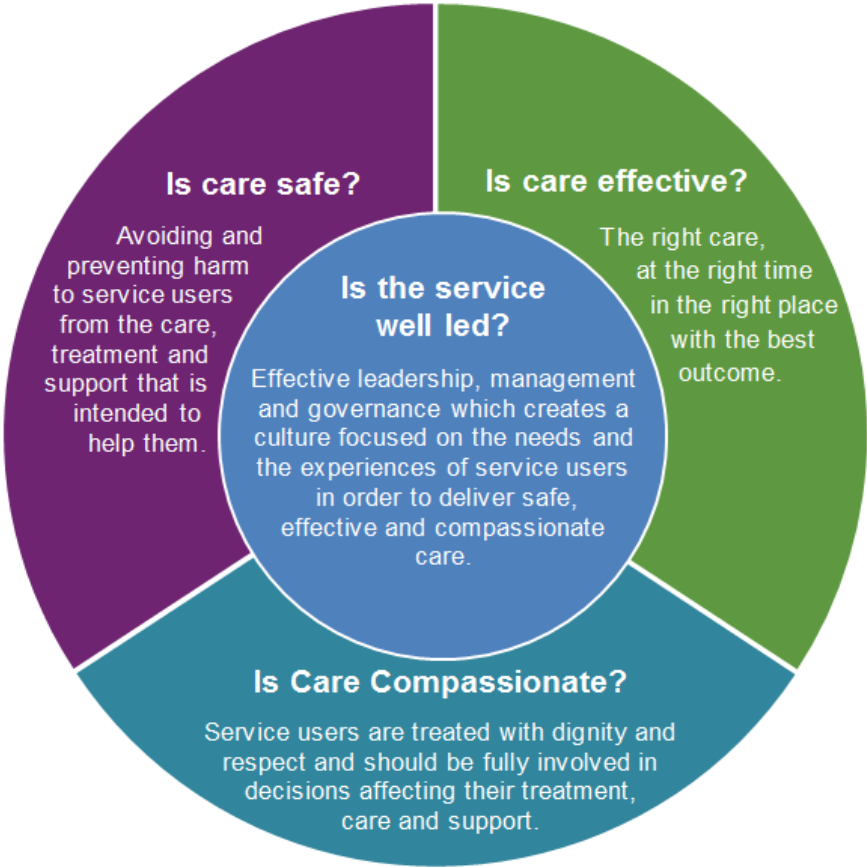 Is care safe?
Avoiding and
preventing harm
to service users
from the care,
treatment and
support that is
intended to
help them.
Is care effective?
The right care,
at the right time
in the right place
with the best
outcome.
Is the service
well led?
Effective leadership, management
and governance which creates a
culture focused on the needs and
the experiences of service users
in order to deliver safe,
effective and compassionate
care.
Is Care Compassionate?
Service users are treated with dignity and
respect and should be fully involved in
decisions affecting their treatment,
care and support.